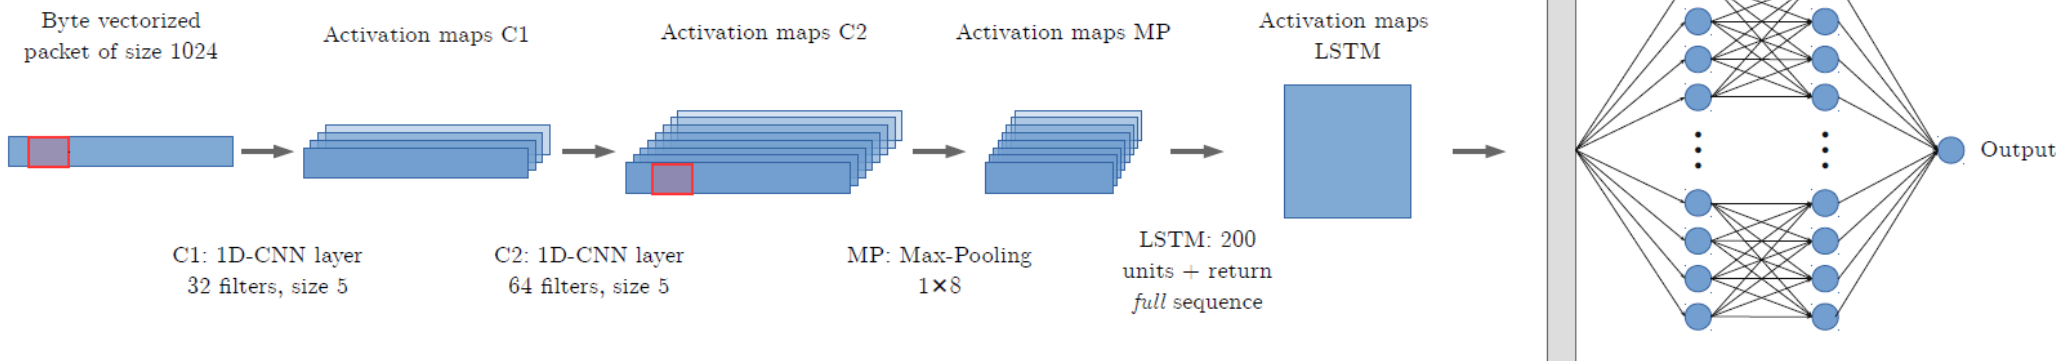 Byte vectorized
packet of size 1024
Activation maps C1
Activation maps C2
Activation maps MP
Activation maps
LSTM
Output
C1: 1D-CNN layer
32 filters, size 5
C2: 1D-CNN layer
64 filters, size 5
MP: Max-Pooling
1×8
LSTM: 200
units + return
full sequence